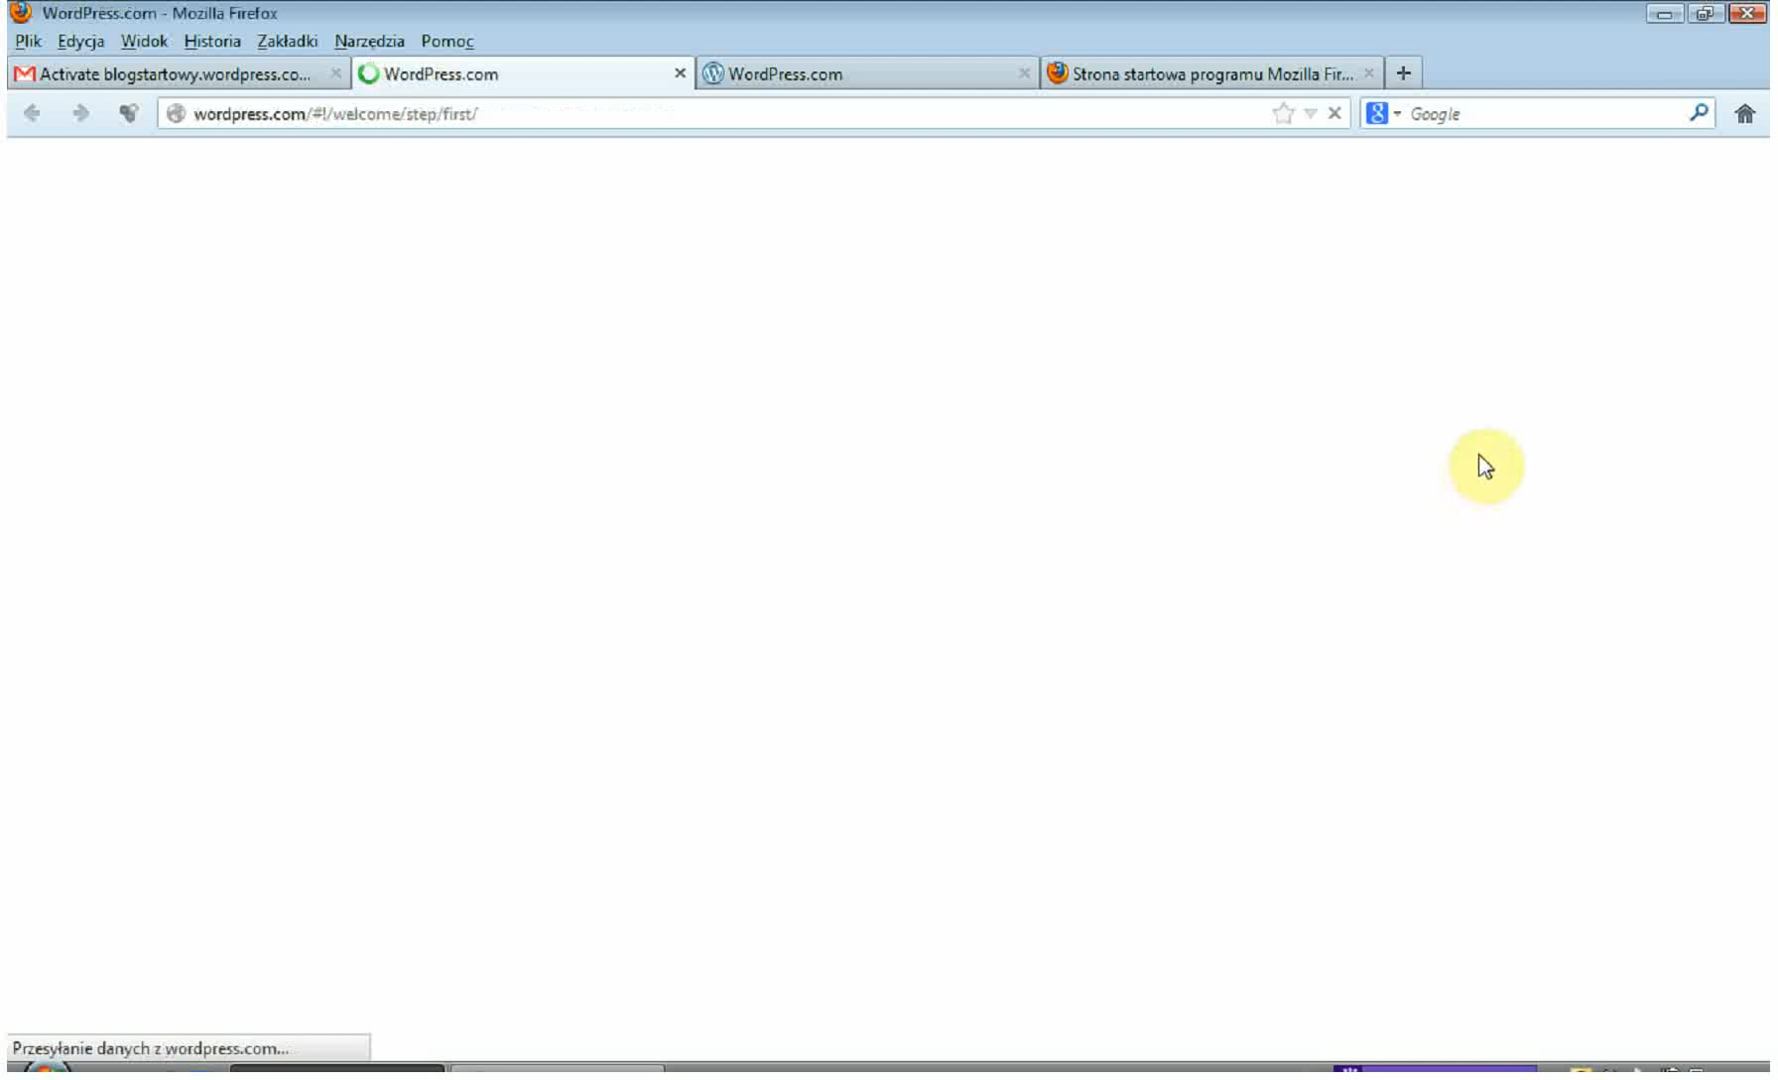 WordPress.com - Mozilla Firefox
Plik Edycja Widok Historia Zakładki Narzędzia Pomoc
Activate blogstartowy.wordpress.co... WordPress.com WordPress.com Strona startowa programu Mozilla Fir...
wordpress.com/#!/welcome/step/first/ Google
Przesyłanie danych z wordpress.com...